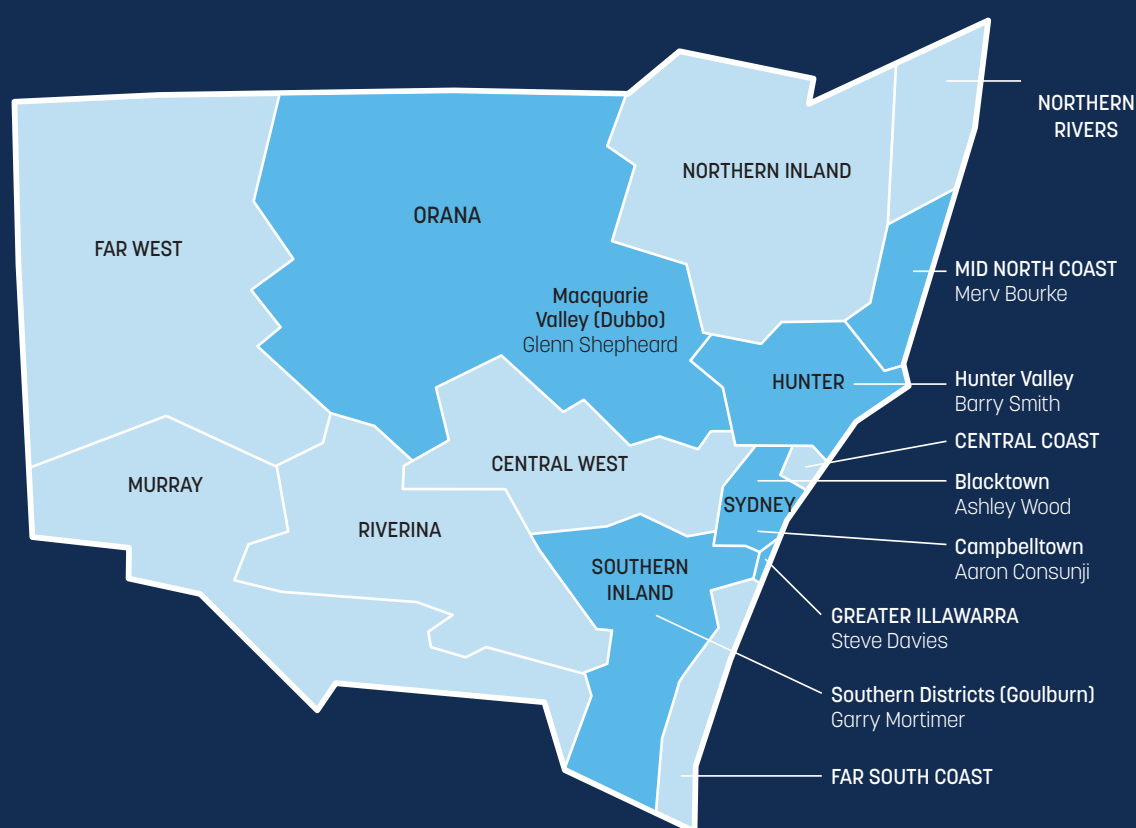 NORTHERN
RIVERS
NORTHERN INLAND
ORANA
FAR WEST
MID NORTH COAST
Merv Bourke
Macquarie
Valley (Dubbo)
Glenn Shepheard
HUNTER
Hunter Valley
Barry Smith
CENTRAL COAST
CENTRAL WEST
MURRAY
Blacktown
Ashley Wood
SYDNEY
RIVERINA
Campbelltown
Aaron Consunji
SOUTHERN
INLAND
GREATER ILLAWARRA
Steve Davies
Southern Districts (Goulburn)
Garry Mortimer
FAR SOUTH COAST